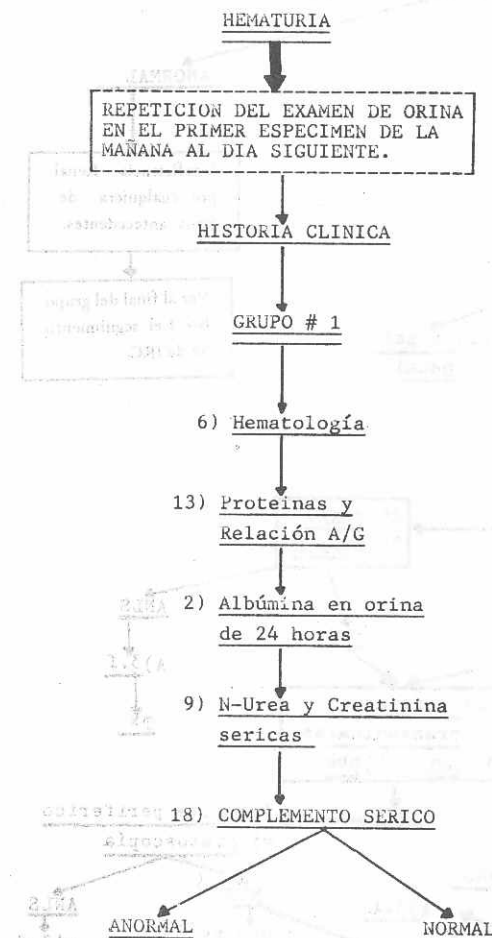 HEMATURIA
REPETICION DEL EXAMEN DE ORINA
EN EL PRIMER ESPECIMEN DE LA
MAÑANA AL DIA SIGUIENTE.
HISTORIA CLINICA
GRUPO # 1
6) Hematología
13) Proteinas y
Relación A/G
2) Albúmina en orina
de 24 horas
9) N-Urea y Creatinina
sericas
18) COMPLEMENTO SERICO
ANORMAL NORMAL